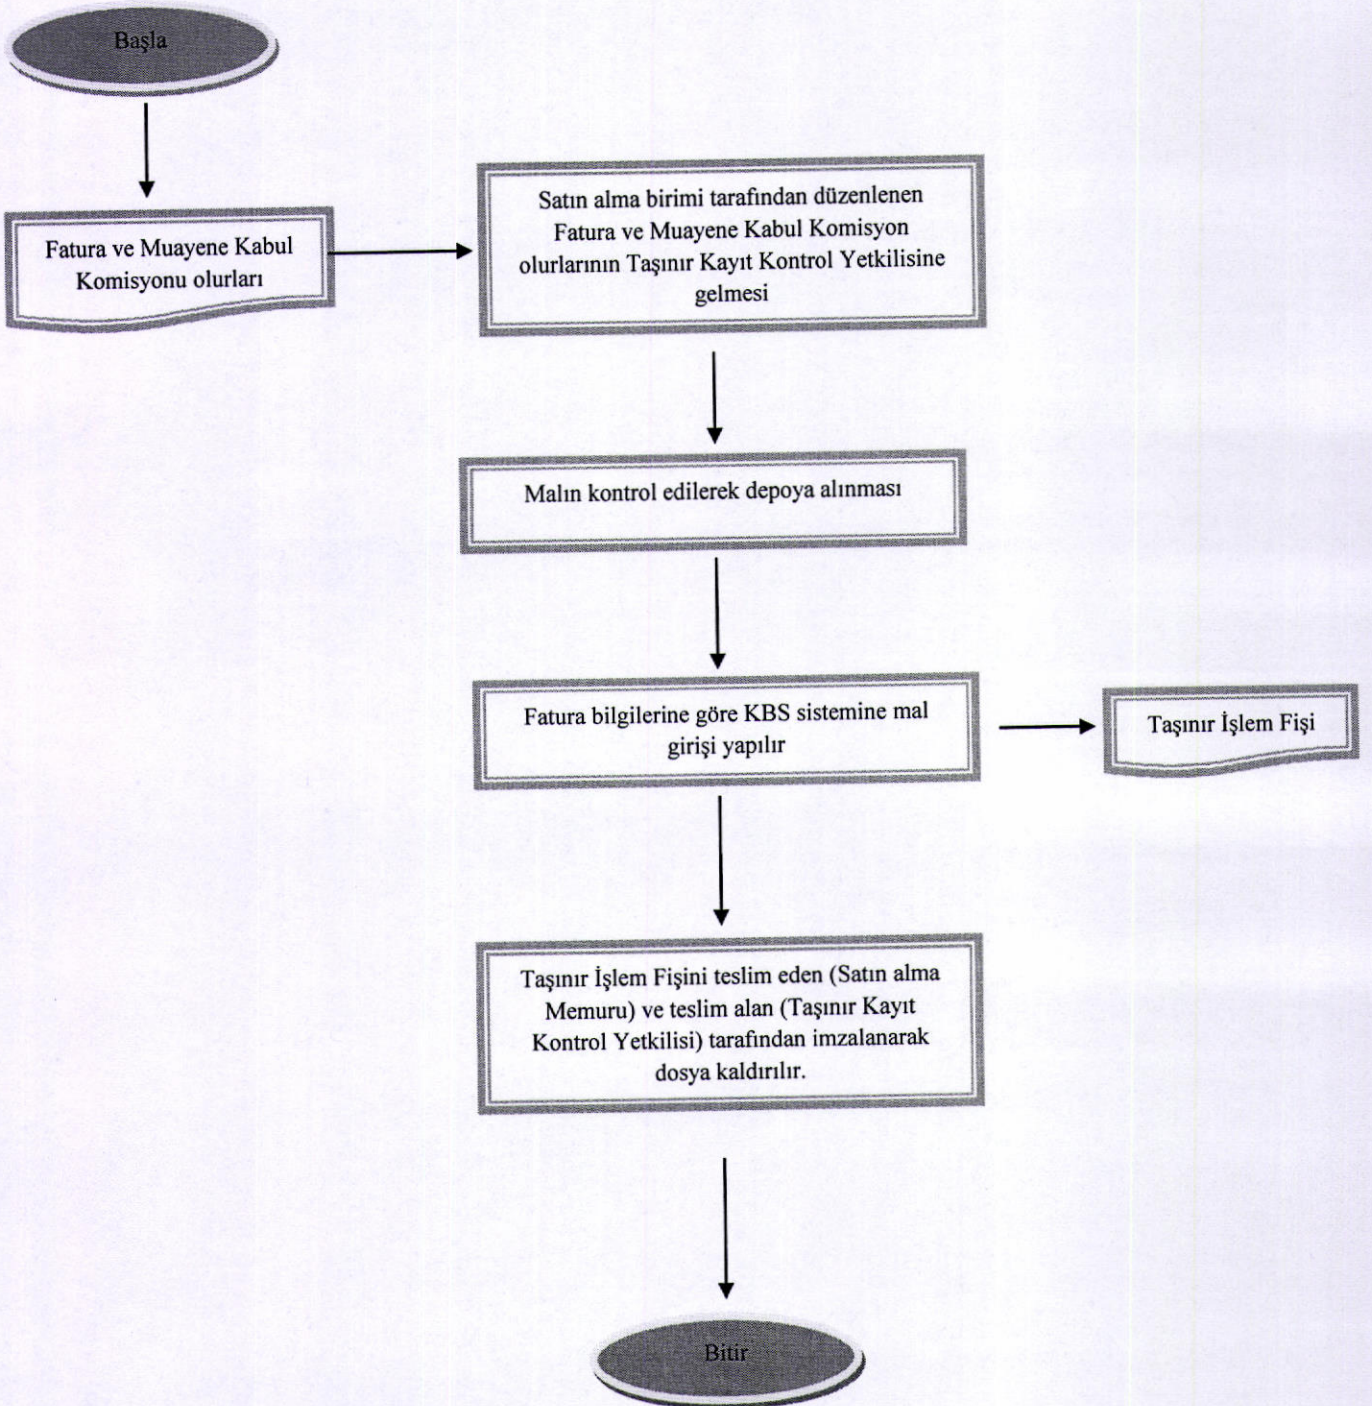 Başla
Fatura ve Muayene Kabul
Komisyonu olurları
Satın alma birimi tarafından düzenlenen
Fatura ve Muayene Kabul Komisyon
olurlarının Taşınır Kayıt Kontrol Yetkilisine
gelmesi
Malın kontrol edilerek depoya alınması
Fatura bilgilerine göre KBS sistemine mal
girişi yapılır
Taşınır İşlem Fişi
Taşınır İşlem Fişini teslim eden (Satın alma
Memuru) ve teslim alan (Taşınır Kayıt
Kontrol Yetkilisi) tarafından imzalanarak
dosya kaldırılır.
Bitir